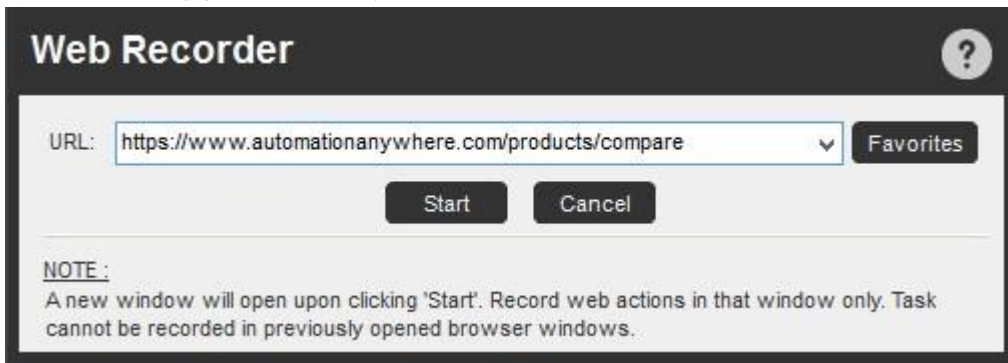 Web Recorder
?
URL: https://www.automationanywhere.com/products/compare Favorites
Start Cancel
NOTE :
A new window will open upon clicking 'Start'. Record web actions in that window only. Task
cannot be recorded in previously opened browser windows.